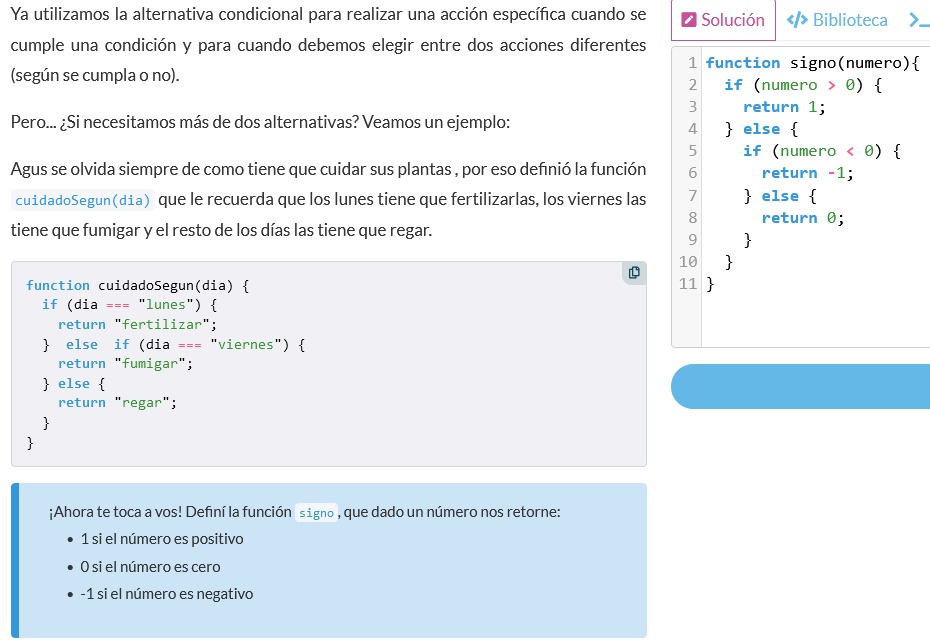 Ya utilizamos la alternativa condicional para realizar una acción específica cuando se
cumple una condición y para cuando debemos elegir entre dos acciones diferentes
(según se cumpla o no).
Pero... ¿Si necesitamos más de dos alternativas? Veamos un ejemplo:
Agus se olvida siempre de como tiene que cuidar sus plantas , por eso definió la función
cuidadoSegun(dia) que le recuerda que los lunes tiene que fertilizarlas, los viernes las
tiene que fumigar y el resto de los días las tiene que regar.
function cuidadoSegun(dia) {
  if (dia === "lunes") {
    return "fertilizar";
  }  else  if (dia === "viernes") {
    return "fumigar";
  } else {
    return "regar";
  }
}
¡Ahora te toca a vos! Definí la función signo, que dado un número nos retorne:
• 1 si el número es positivo
• 0 si el número es cero
• -1 si el número es negativo
Solución </> Biblioteca >_
1 function signo(numero){
2   if (numero > 0) {
3     return 1;
4   } else {
5     if (numero < 0) {
6       return -1;
7     } else {
8       return 0;
9     }
10   }
11 }